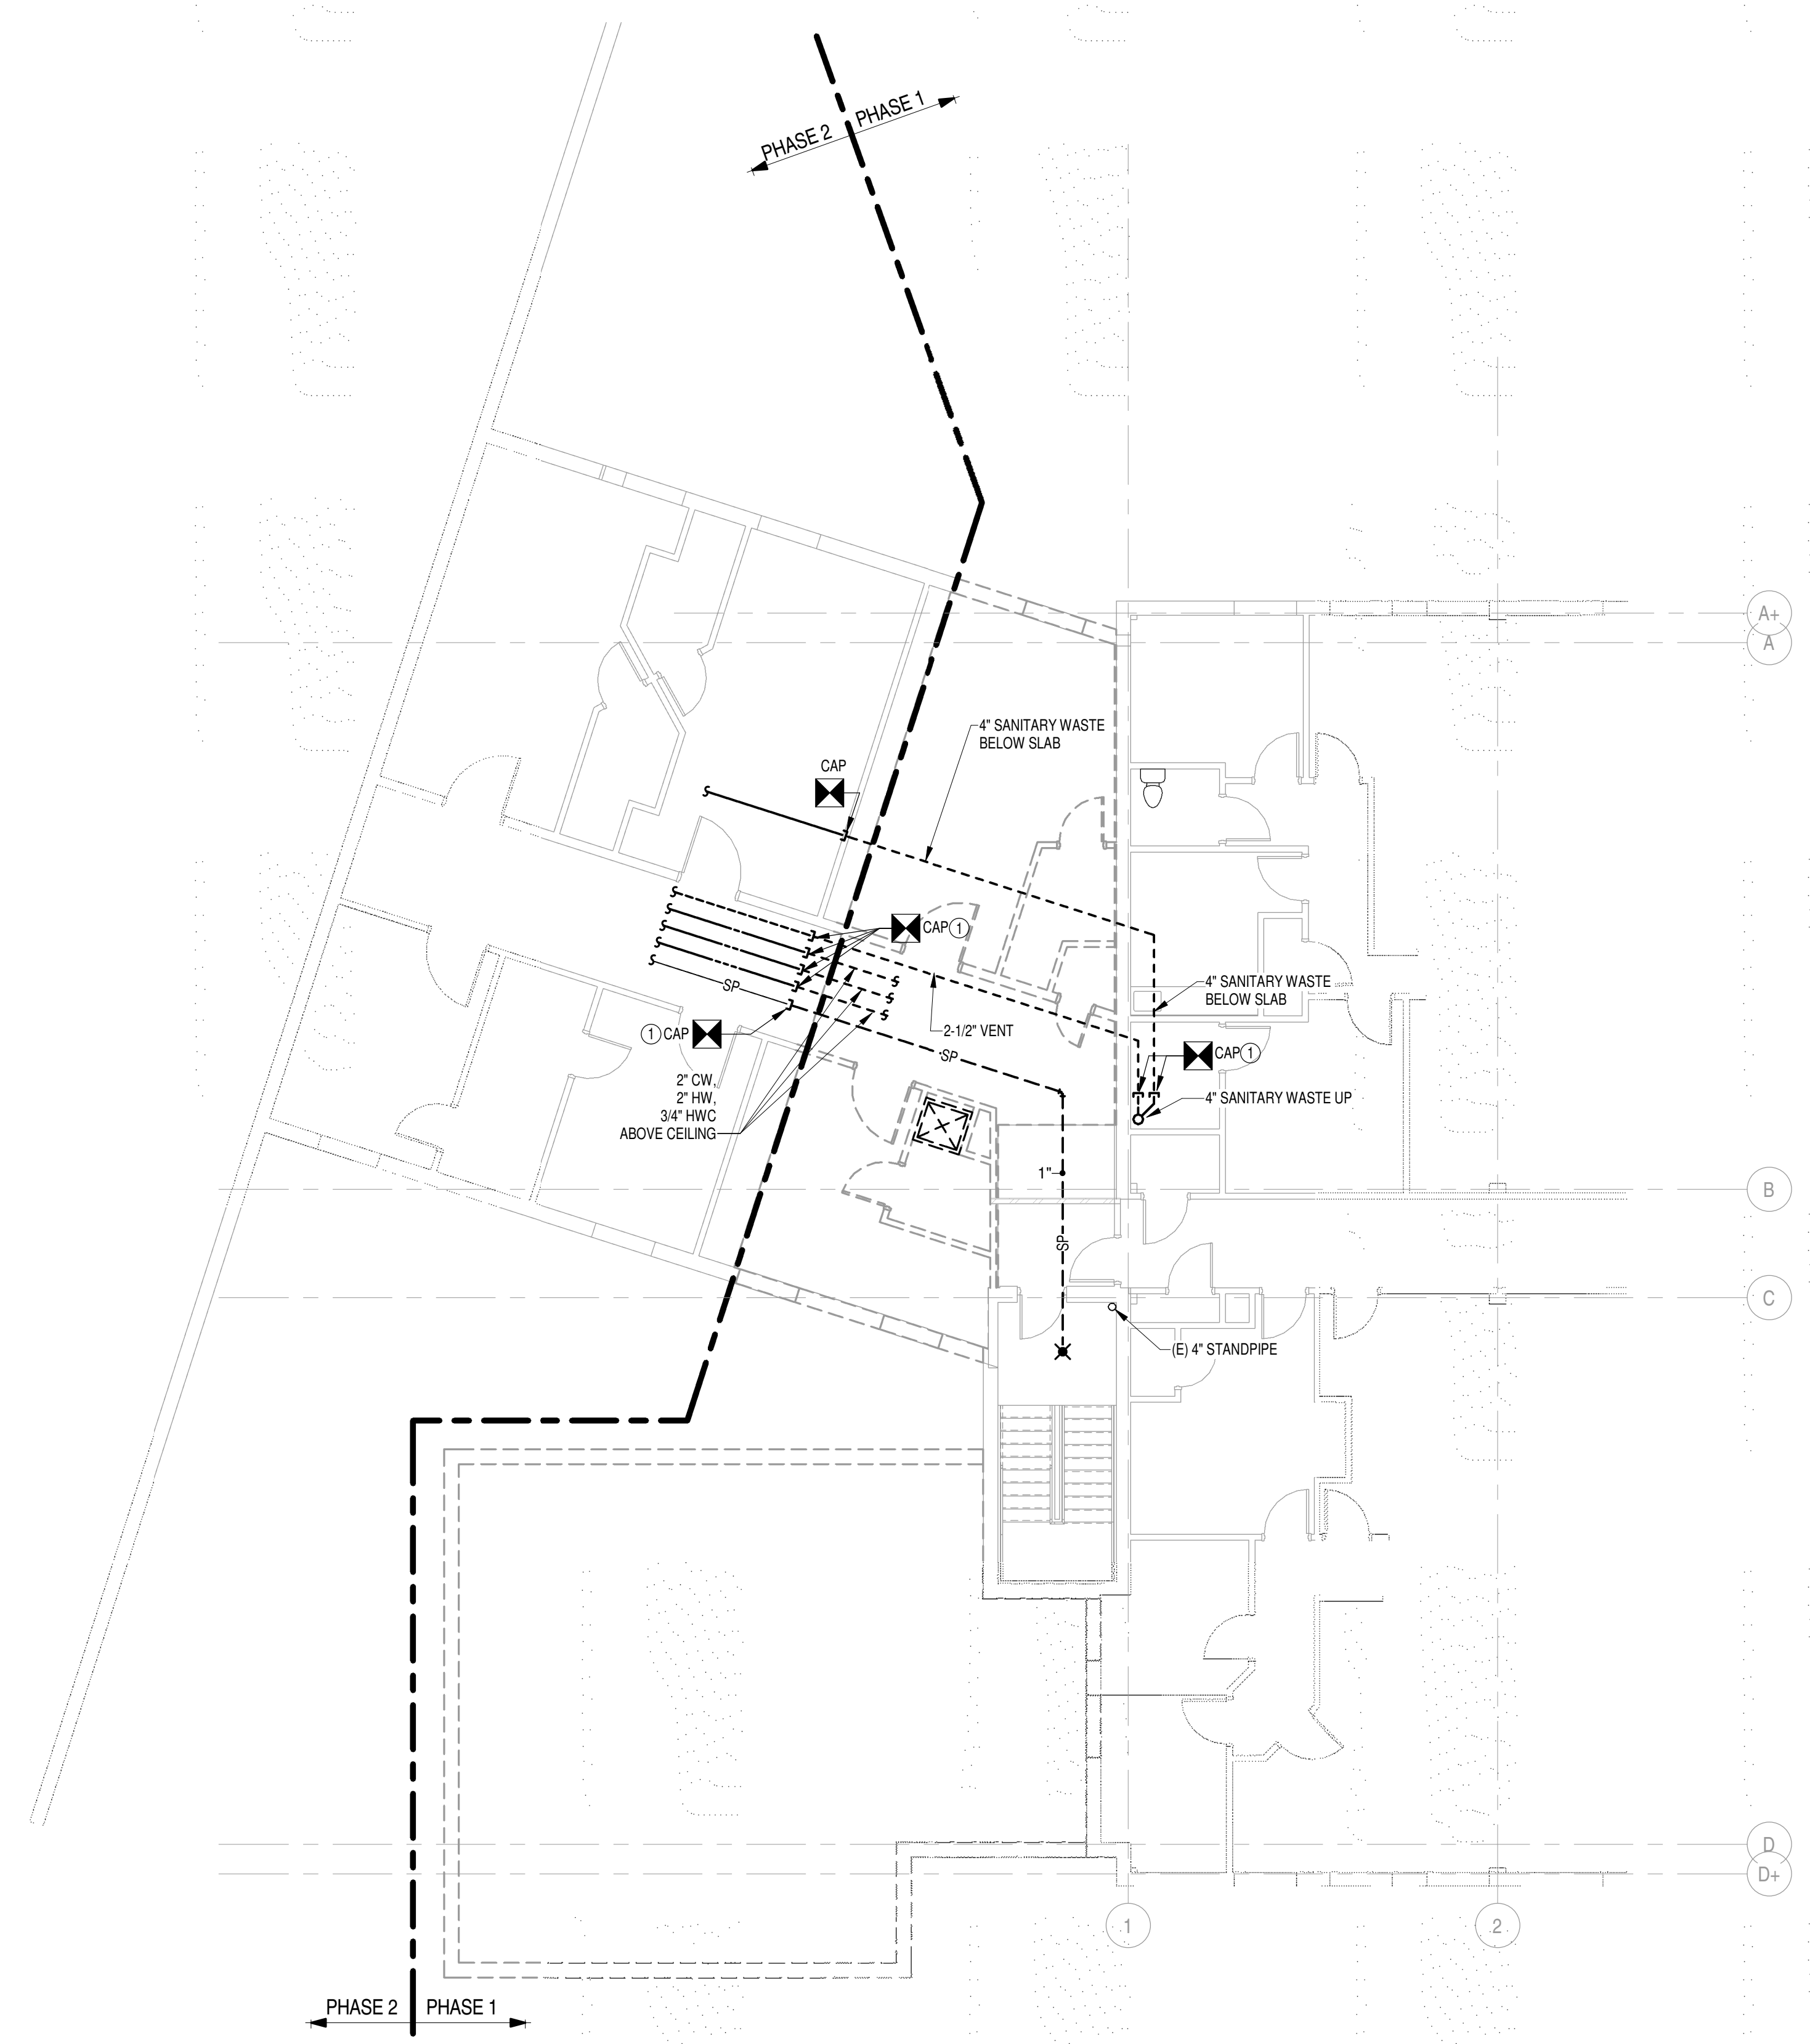 PHASE 2
PHASE 1
A+
A
4" SANITARY WASTE
BELOW SLAB
CAP
CAP 1
SP
4" SANITARY WASTE
BELOW SLAB
1 CAP
2-1/2" VENT
SP
CAP 1
2" CW,
2" HW,
3/4" HWC
ABOVE CEILING
4" SANITARY WASTE UP
1"
B
SP
C
(E) 4" STANDPIPE
D
D+
1
2
PHASE 2
PHASE 1